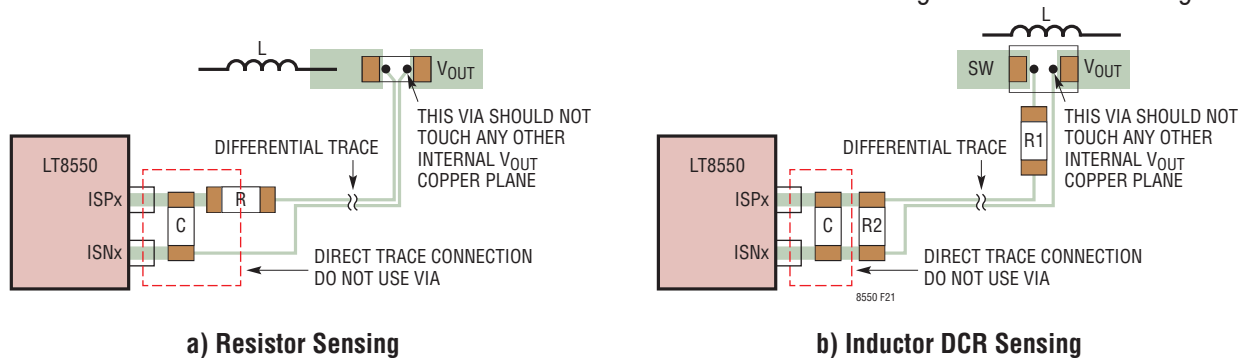 L
VOUT
THIS VIA SHOULD NOT
TOUCH ANY OTHER
INTERNAL VOUT
COPPER PLANE
DIFFERENTIAL TRACE
LT8550
ISPx
ISNx
C
R
DIRECT TRACE CONNECTION
DO NOT USE VIA
a) Resistor Sensing
L
SW
VOUT
THIS VIA SHOULD NOT
TOUCH ANY OTHER
INTERNAL VOUT
COPPER PLANE
R1
DIFFERENTIAL TRACE
LT8550
ISPx
ISNx
C
R2
DIRECT TRACE CONNECTION
DO NOT USE VIA
8550 F21
b) Inductor DCR Sensing